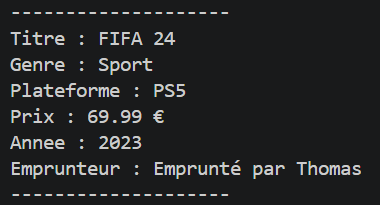 --------------------
Titre : FIFA 24
Genre : Sport
Plateforme : PS5
Prix : 69.99 €
Annee : 2023
Emprunteur : Emprunté par Thomas
--------------------